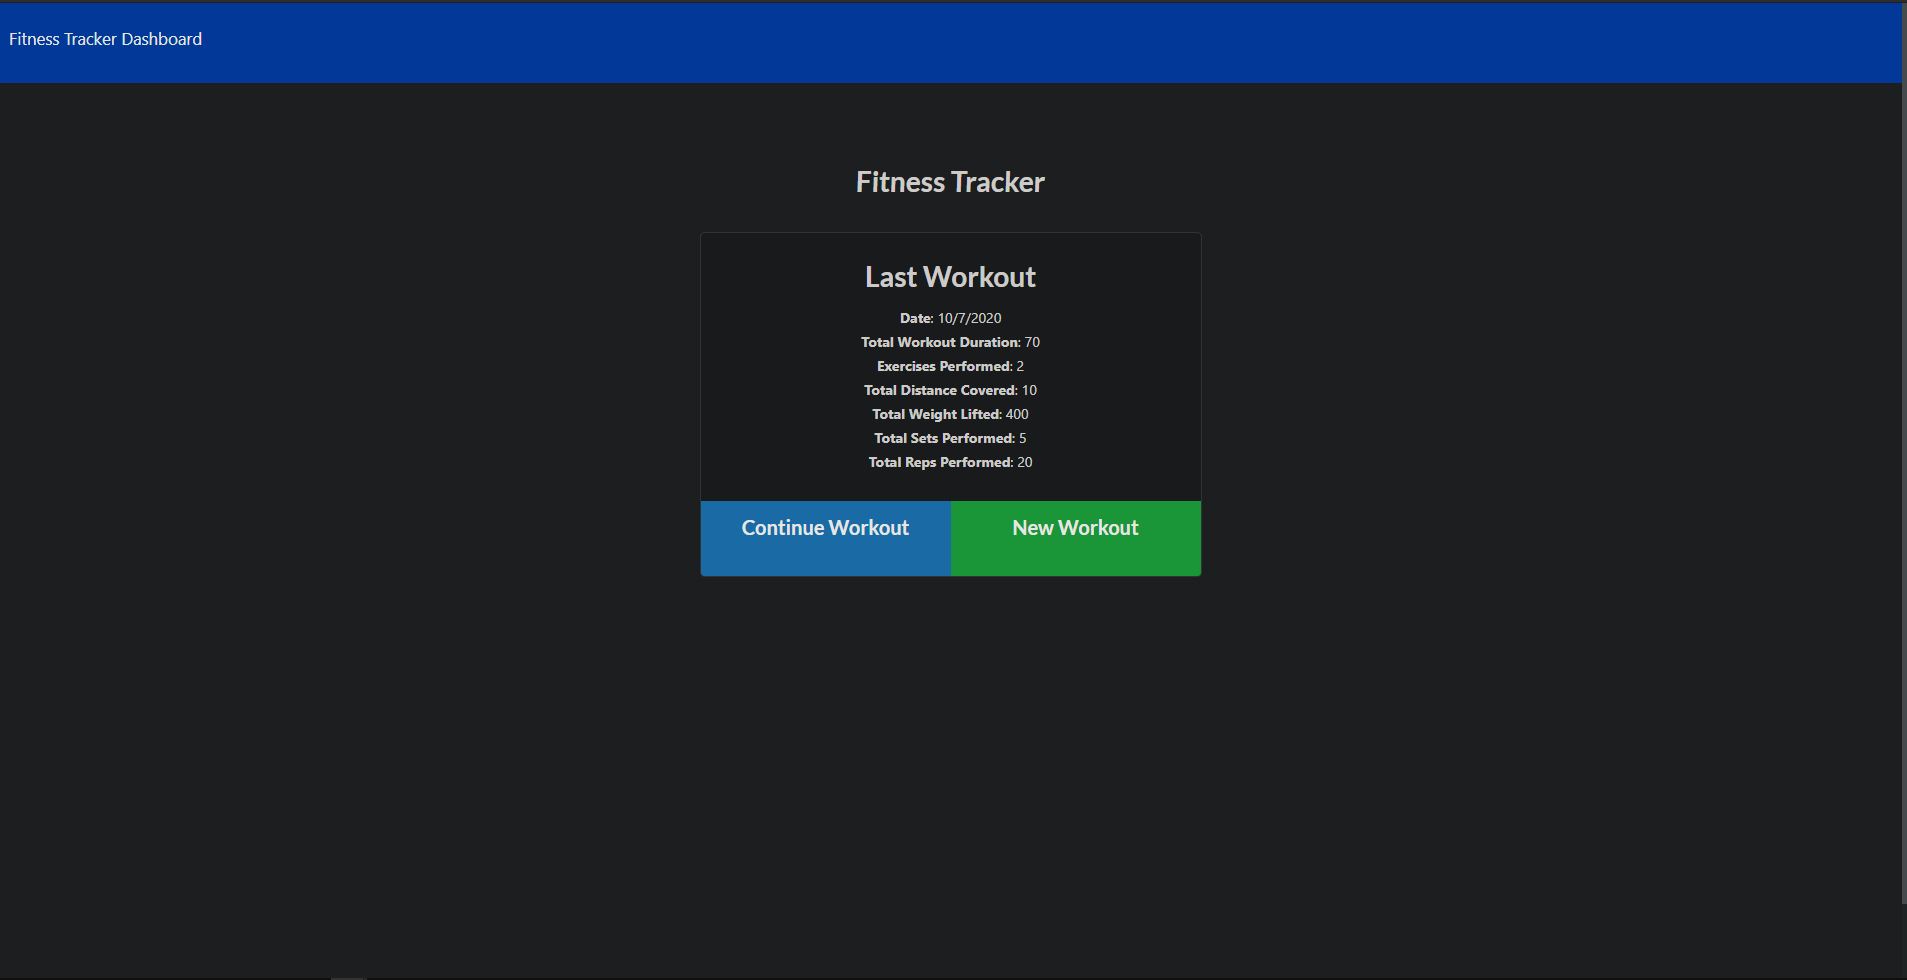 Fitness Tracker Dashboard
Fitness Tracker
Last Workout
Date: 10/7/2020
Total Workout Duration: 70
Exercises Performed: 2
Total Distance Covered: 10
Total Weight Lifted: 400
Total Sets Performed: 5
Total Reps Performed: 20
Continue Workout
New Workout